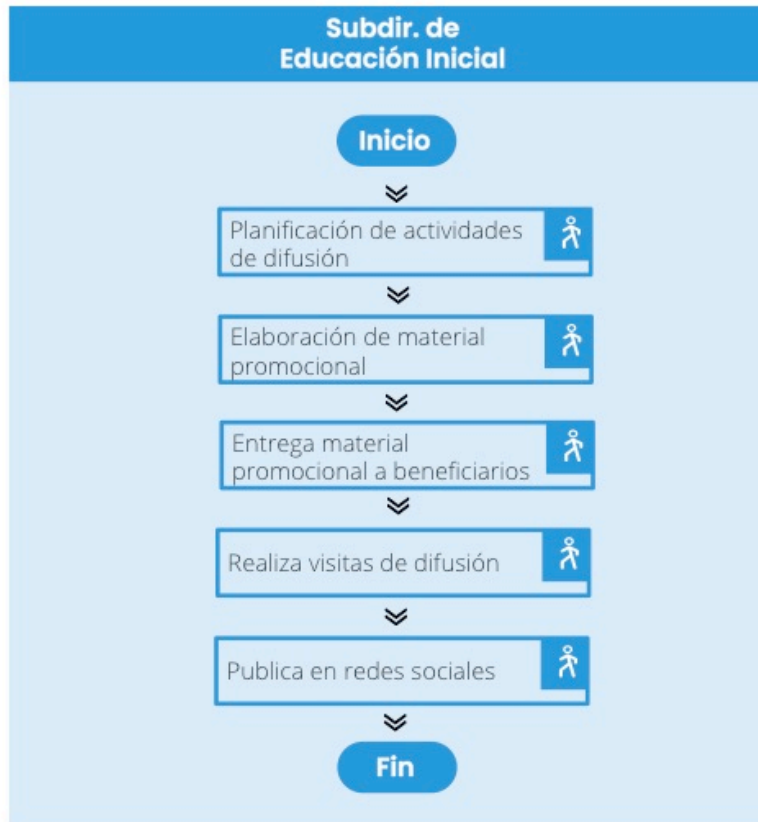 Subdir. de
Educación Inicial
Inicio
Planificación de actividades
de difusión
Elaboración de material
promocional
Entrega material
promocional a beneficiarios
Realiza visitas de difusión
Publica en redes sociales
Fin